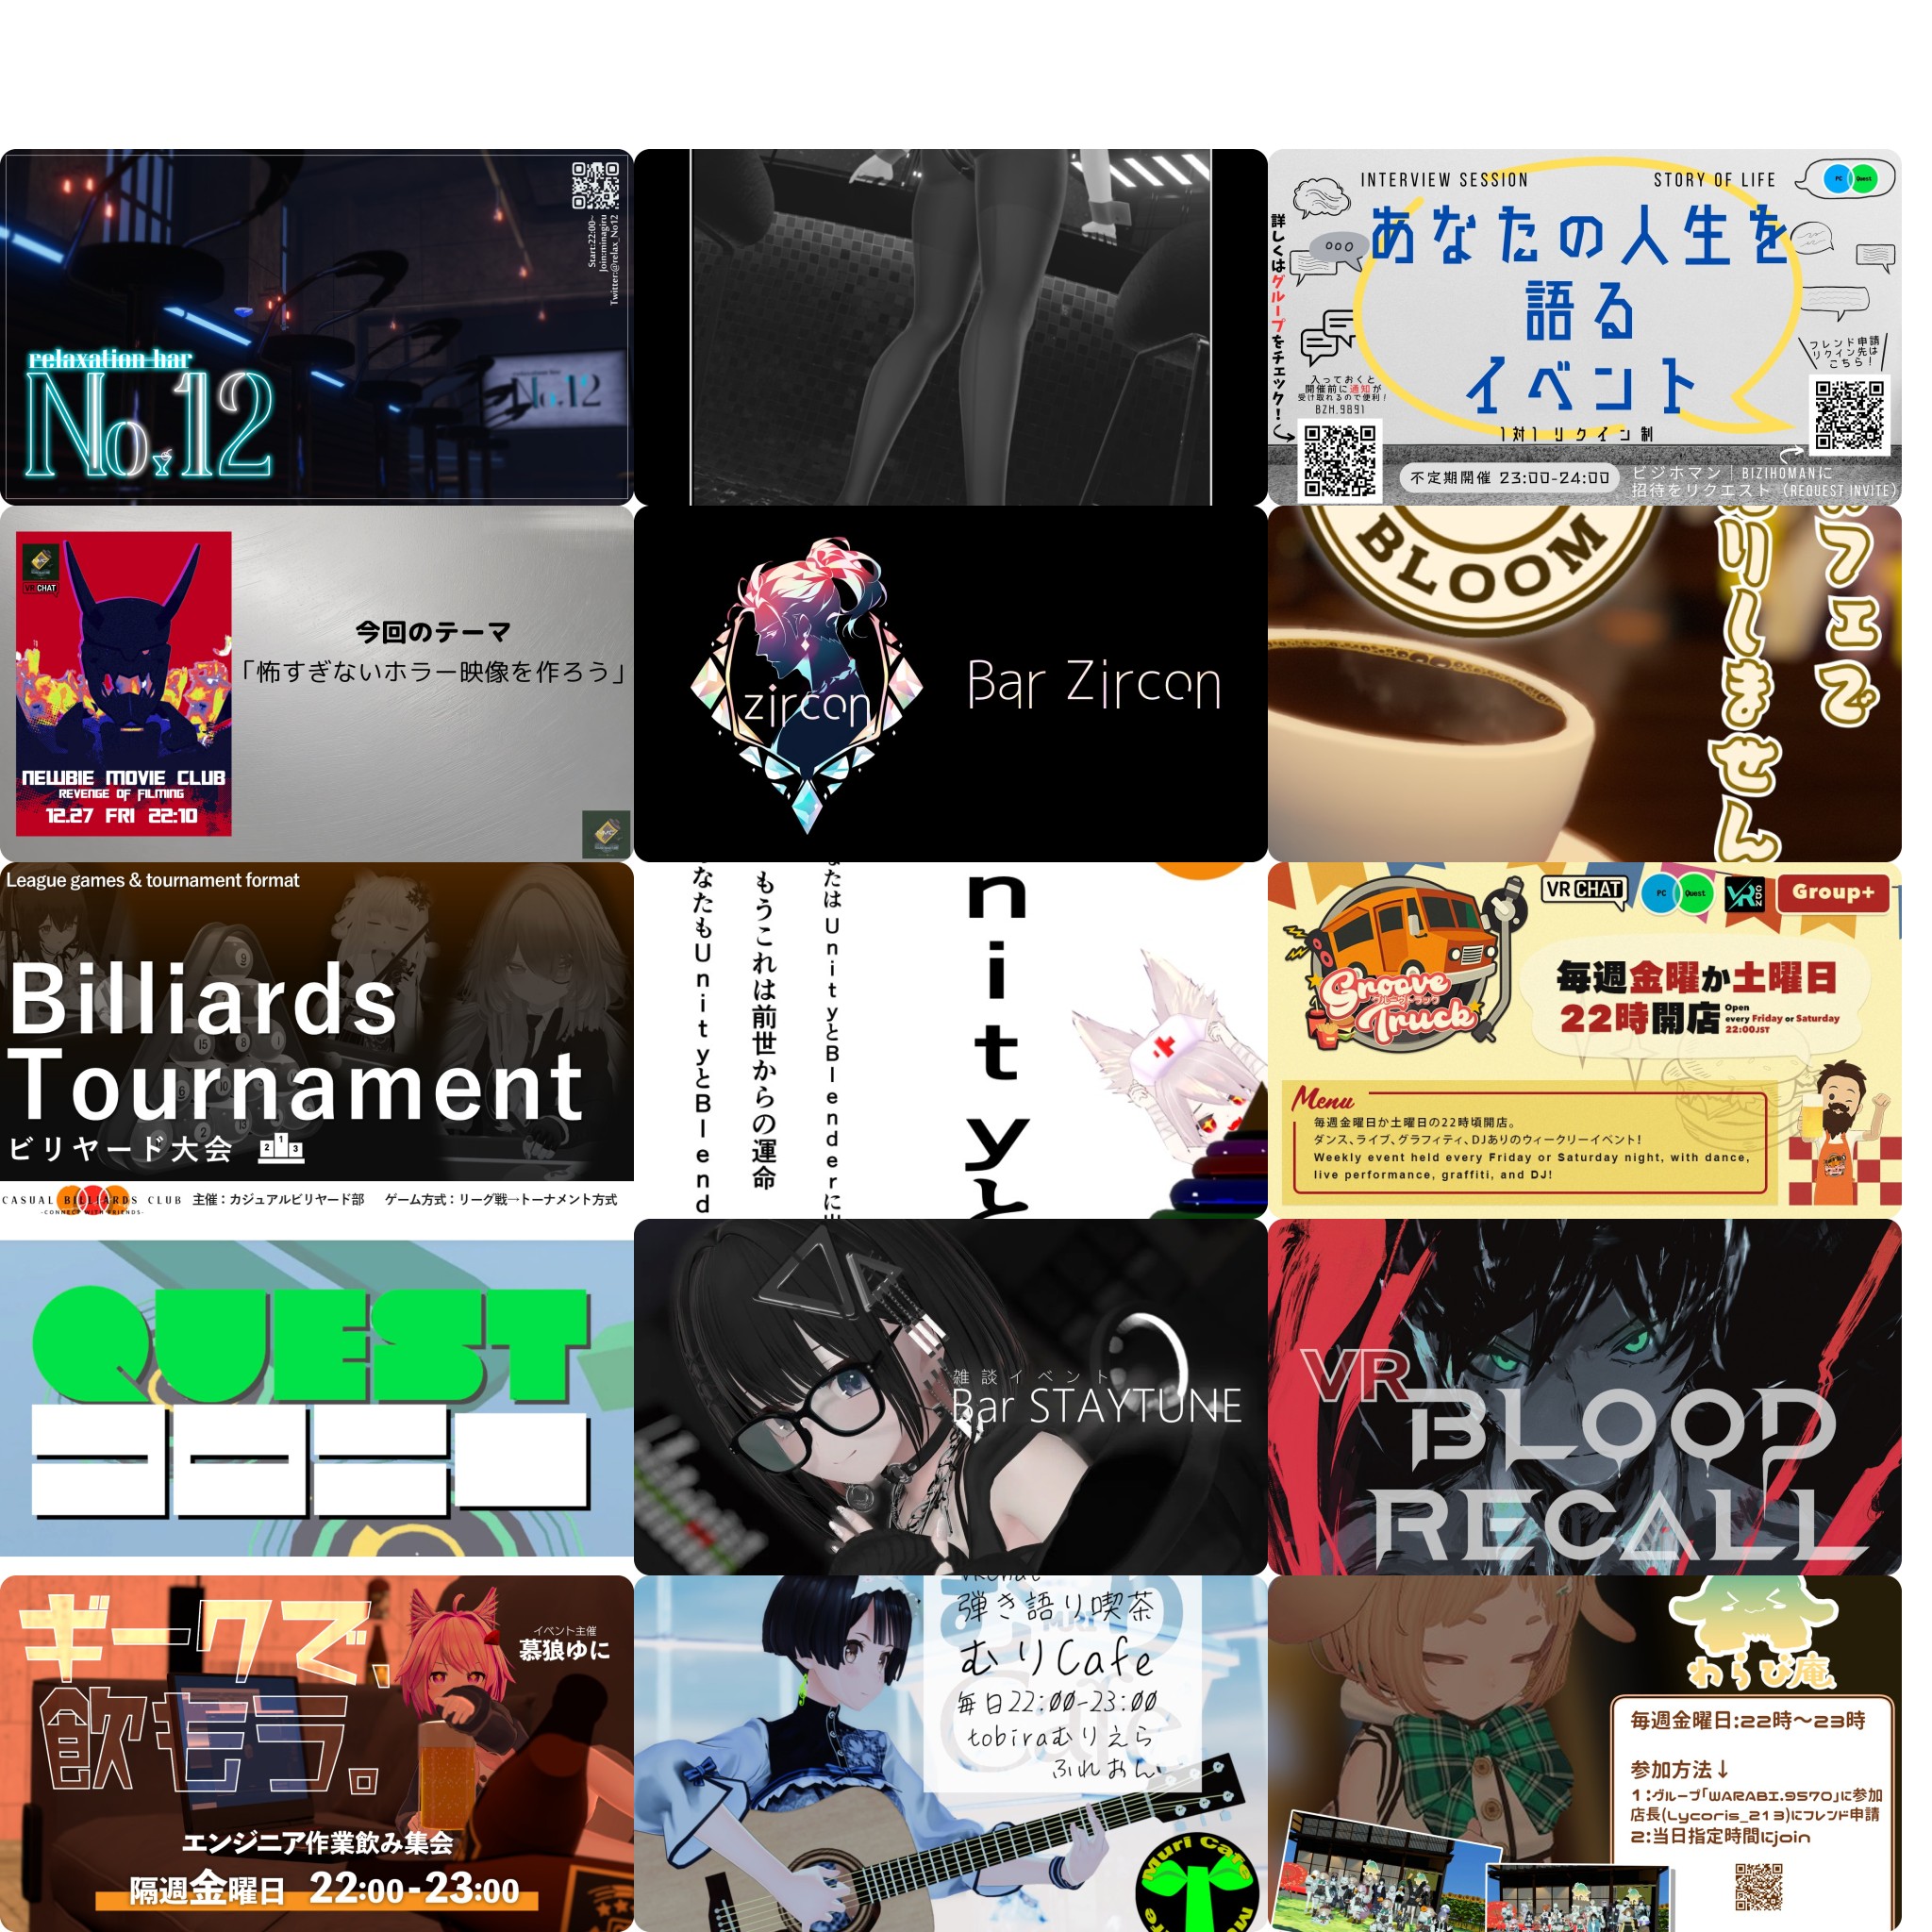 Start:22:00~
Join:minagiru
Twitter:@relax_No12
relaxation bar
No.12
No.12
INTERVIEW SESSION
STORY OF LIFE
PC
Quest
あなたの人生を
語る
イベント
1対1 リクイン制
詳しくはグループをチェック!
入っておくと
開催前に通知が
受け取れるので便利!
BZH.9891
フレンド申請
リクイン先は
こちら!
不定期開催 23:00-24:00
ビジホマン|BIZIHOMANに
招待をリクエスト (REQUEST INVITE)
VRCHAT
NEWBIE MOVIE CLUB
REVENGE OF FILMING
12.27 FRI 22:10
今回のテーマ
「怖すぎないホラー映像を作ろう」
zircon
Bar Zircon
BLOOM
フェで
りしません
League games & tournament format
Billiards
Tournament
ビリヤード大会
CASUAL BILLIARDS CLUB
-CONNECT WITH FRIENDS-
主催:カジュアルビリヤード部
ゲーム方式:リーグ戦→トーナメント方式
nityと
たは UnityとBlenderに
もうこれは前世からの運命
なたもUnityとBlend
VRCHAT
PC
Quest
VR
ZOO
Group+
Groove
グルーヴトラック
Truck
毎週金曜か土曜日
22時開店
Open
every Friday or Saturday
22:00JST
Menu
毎週金曜日か土曜日の22時頃開店。
ダンス、ライブ、グラフィティ、DJありのウィークリーイベント!
Weekly event held every Friday or Saturday night, with dance,
live performance, graffiti, and DJ!
QUEST
雑談イベント
Bar STAYTUNE
VR
BLOOD
RECALL
ギークで、
飲もう。
イベント主催
慕狼ゆに
エンジニア作業飲み集会
隔週金曜日 22:00-23:00
VRChat
弾き語り喫茶
むりCafe
毎日22:00-23:00
tobiraむりえら
ふれおん
Muri Cafe
わらび庵
毎週金曜日:22時〜23時
参加方法↓
1:グループ「WARABI.9570」に参加
店長(Lycoris_213)にフレンド申請
2:当日指定時間にjoin